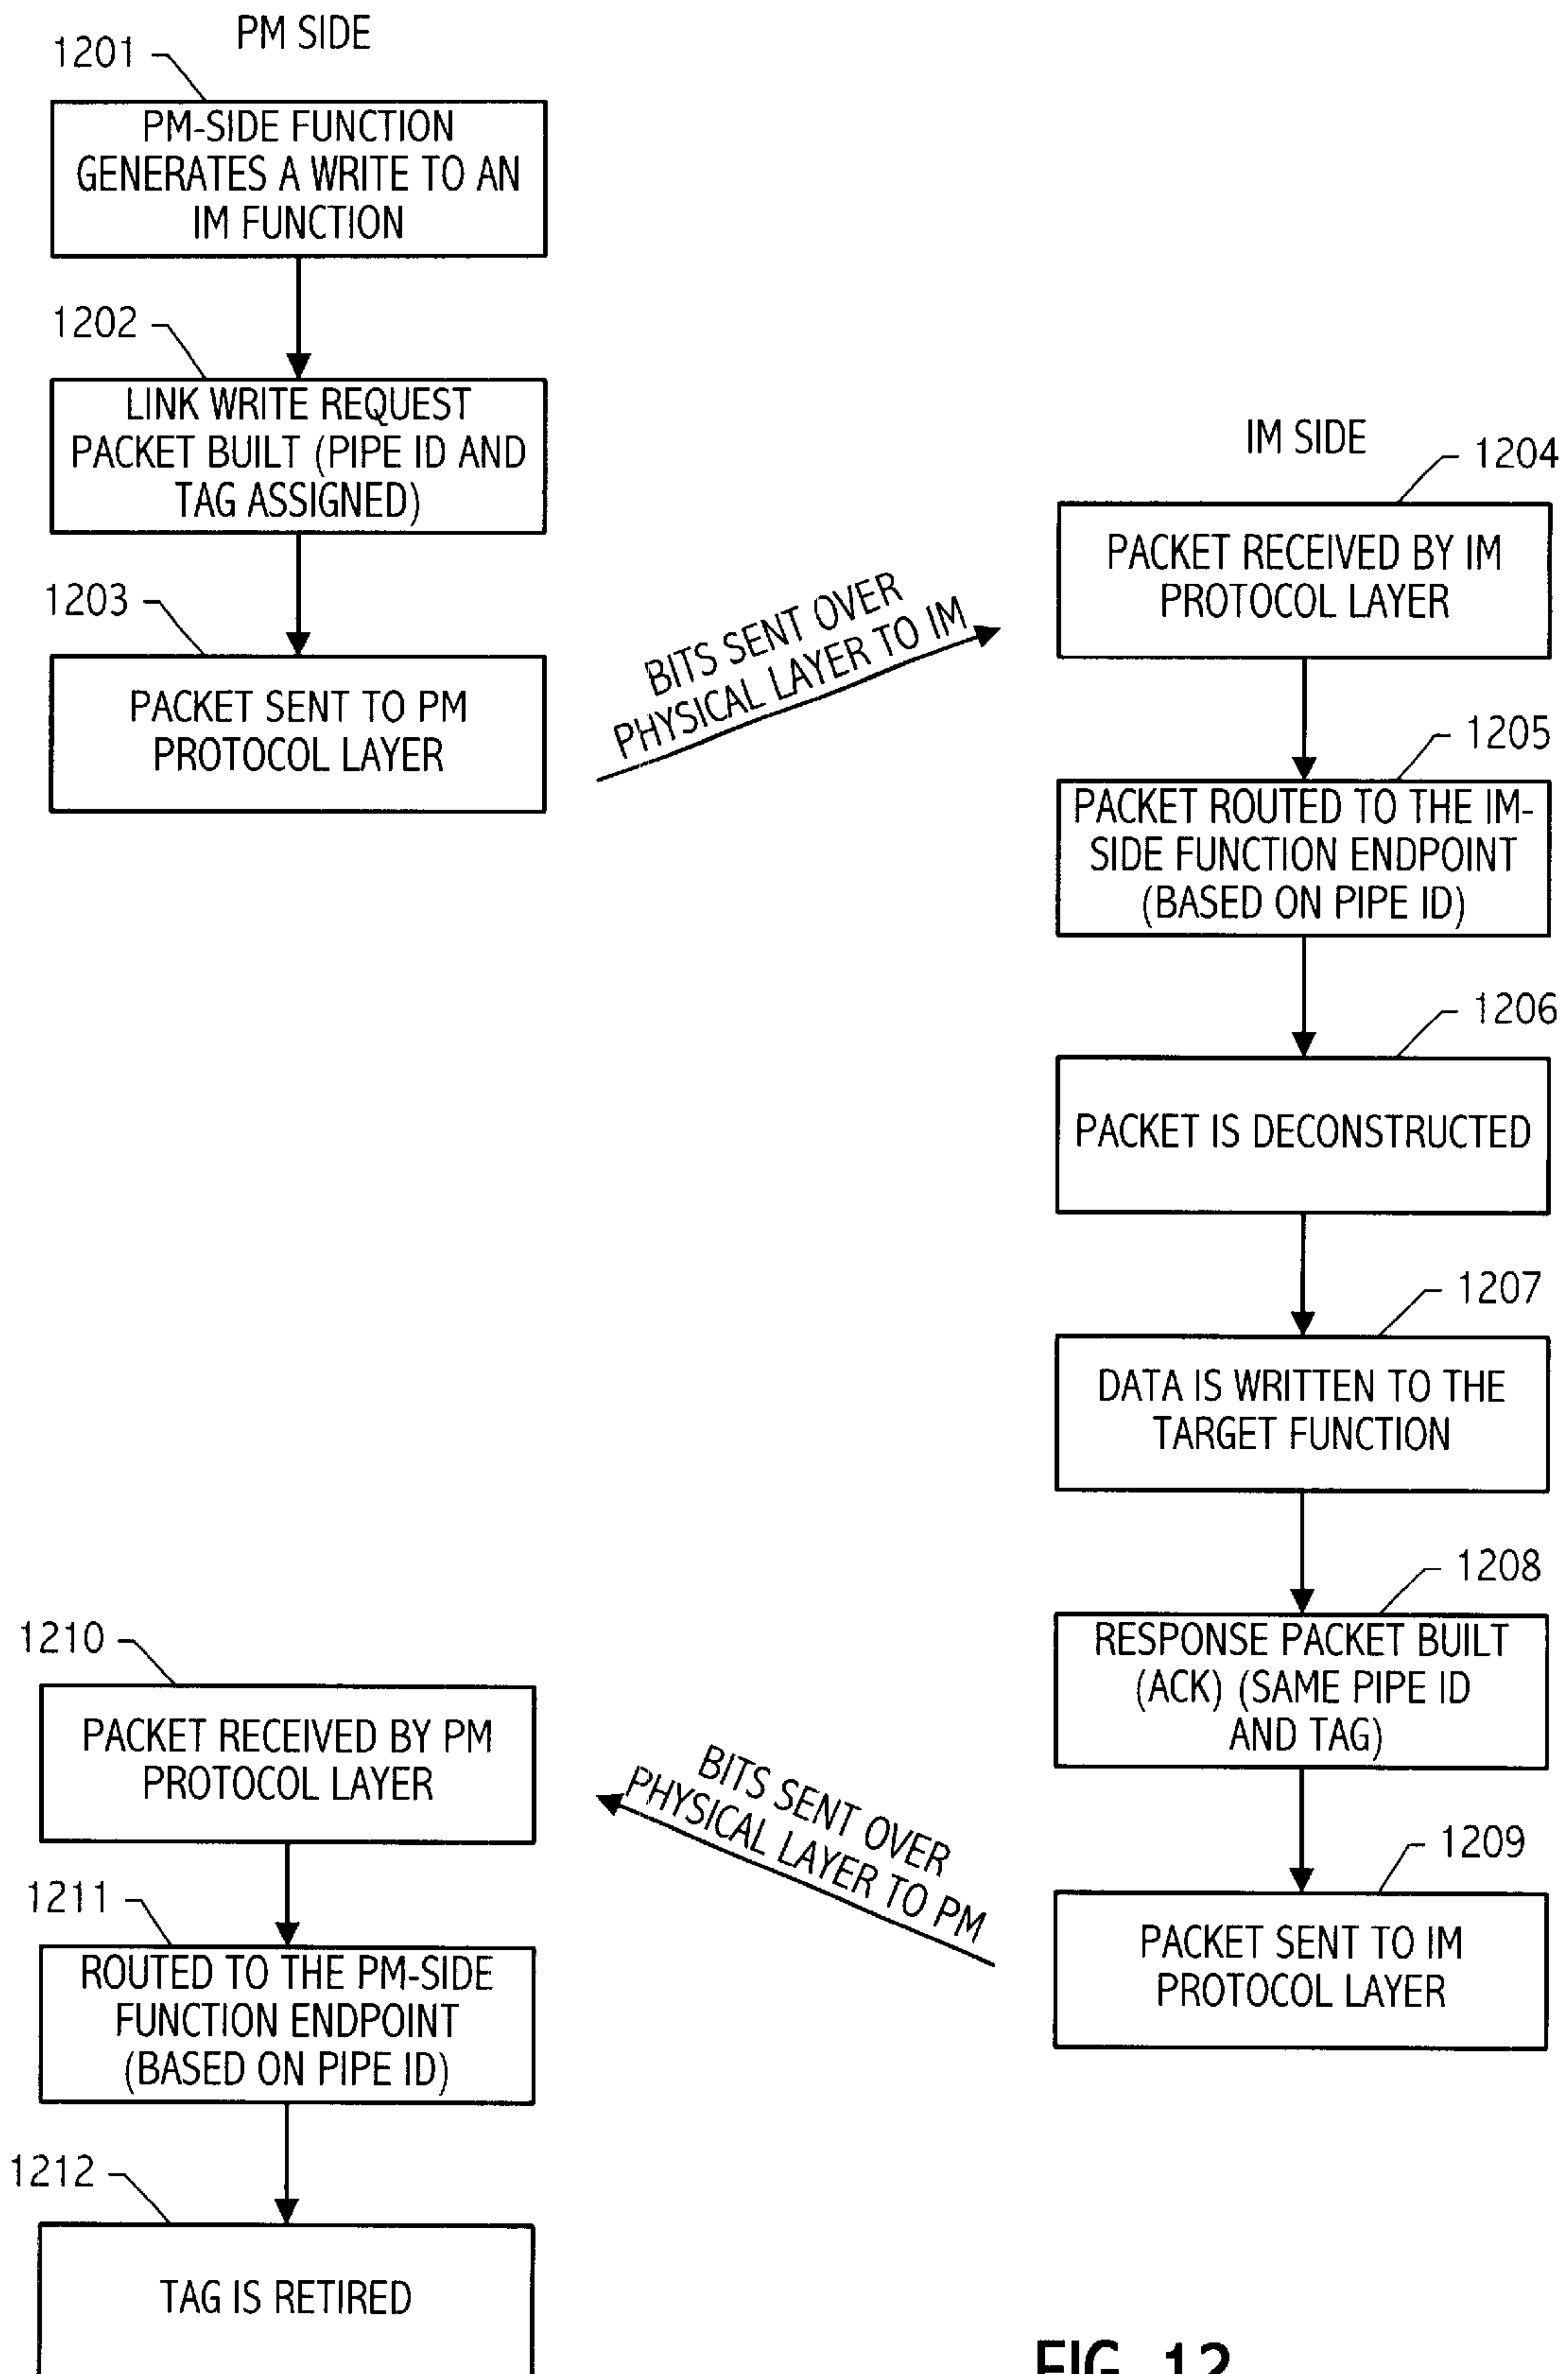 PM SIDE
1201
PM-SIDE FUNCTION
GENERATES A WRITE TO AN
IM FUNCTION
1202
LINK WRITE REQUEST
PACKET BUILT (PIPE ID AND
TAG ASSIGNED)
1203
PACKET SENT TO PM
PROTOCOL LAYER
BITS SENT OVER
PHYSICAL LAYER TO IM
IM SIDE
1204
PACKET RECEIVED BY IM
PROTOCOL LAYER
1205
PACKET ROUTED TO THE IM-
SIDE FUNCTION ENDPOINT
(BASED ON PIPE ID)
1206
PACKET IS DECONSTRUCTED
1207
DATA IS WRITTEN TO THE
TARGET FUNCTION
1208
RESPONSE PACKET BUILT
(ACK) (SAME PIPE ID
AND TAG)
1209
PACKET SENT TO IM
PROTOCOL LAYER
BITS SENT OVER
PHYSICAL LAYER TO PM
1210
PACKET RECEIVED BY PM
PROTOCOL LAYER
1211
ROUTED TO THE PM-SIDE
FUNCTION ENDPOINT
(BASED ON PIPE ID)
1212
TAG IS RETIRED
FIG. 12